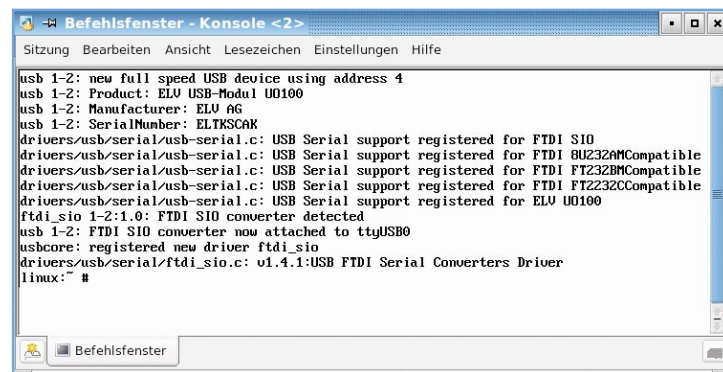 Befehlsfenster - Konsole <2>
Sitzung Bearbeiten Ansicht Lesezeichen Einstellungen Hilfe
usb 1-2: new full speed USB device using address 4
usb 1-2: Product: ELV USB-Modul UO100
usb 1-2: Manufacturer: ELV AG
usb 1-2: SerialNumber: ELTKSCAK
drivers/usb/serial/usb-serial.c: USB Serial support registered for FTDI SIO
drivers/usb/serial/usb-serial.c: USB Serial support registered for FTDI 8U232AMCompatible
drivers/usb/serial/usb-serial.c: USB Serial support registered for FTDI FT232BMCompatible
drivers/usb/serial/usb-serial.c: USB Serial support registered for FTDI FT2232CCompatible
drivers/usb/serial/usb-serial.c: USB Serial support registered for ELV UO100
ftdi_sio 1-2:1.0: FTDI SIO converter detected
usb 1-2: FTDI SIO converter now attached to ttyUSB0
usbcore: registered new driver ftdi_sio
drivers/usb/serial/ftdi_sio.c: v1.4.1:USB FTDI Serial Converters Driver
linux:~ #
Befehlsfenster